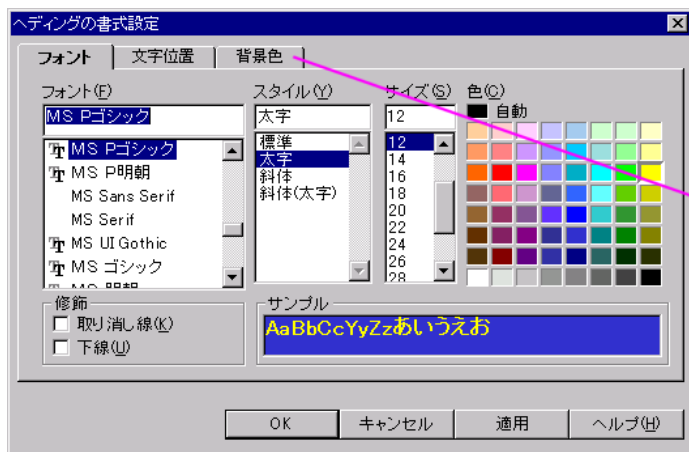 ヘディングの書式設定
フォント 文字位置 背景色
フォント(F) スタイル(Y) サイズ(S) 色(C)
MS Pゴシック 太字 12 自動
MS Pゴシック 標準 12
MS P明朝 太字 14
MS Sans Serif 斜体 16
MS Serif 斜体(太字) 18
MS UI Gothic 20
MS ゴシック 22
MS 明朝 24
26
28
修飾 サンプル
取り消し線(K) AaBbCcYyZzあいうえお
下線(U)
OK キャンセル 適用 ヘルプ(H)